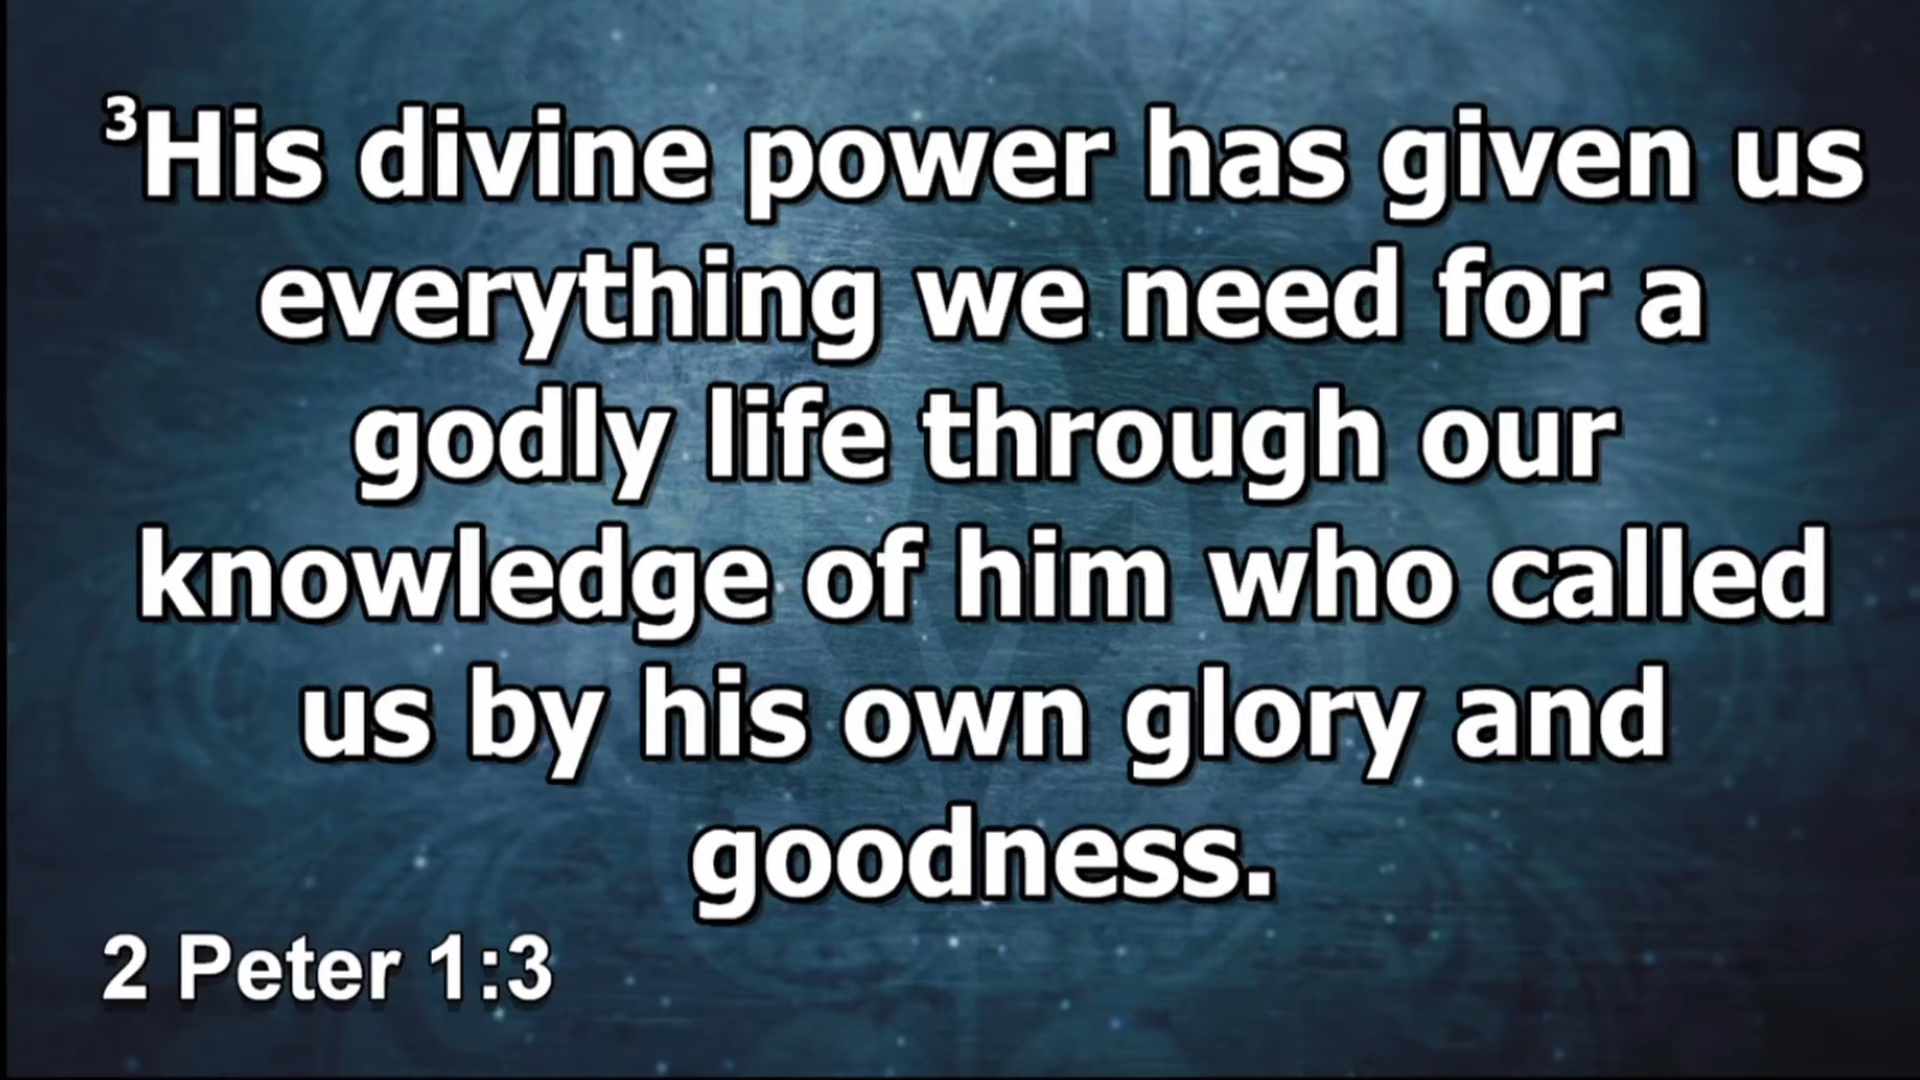 ³His divine power has given us
everything we need for a
godly life through our
knowledge of him who called
us by his own glory and
goodness.
2 Peter 1:3